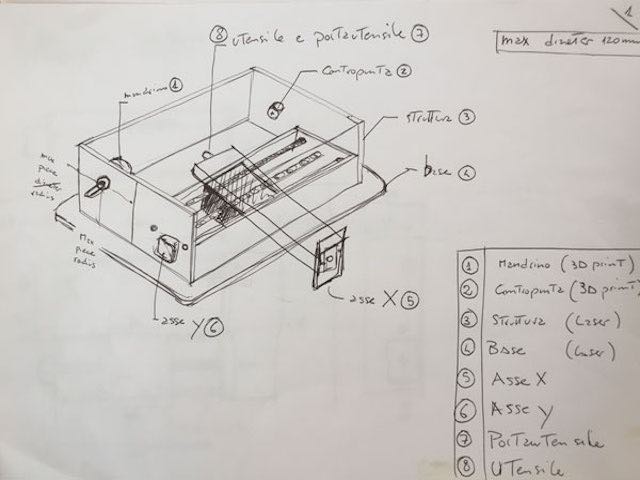 1
max diameter 120mm
⑧ utensile e portautensile ⑦
mandrino ①
contropunta ②
struttura ③
base ④
max
piece
diameter
radius
Max
piece
radius
asse X ⑤
asse Y ⑥
① Mandrino (3D print)
② Contropunta (3D print)
③ Struttura (Laser)
④ Base (Laser)
⑤ Asse X
⑥ Asse Y
⑦ Portautensile
⑧ Utensile